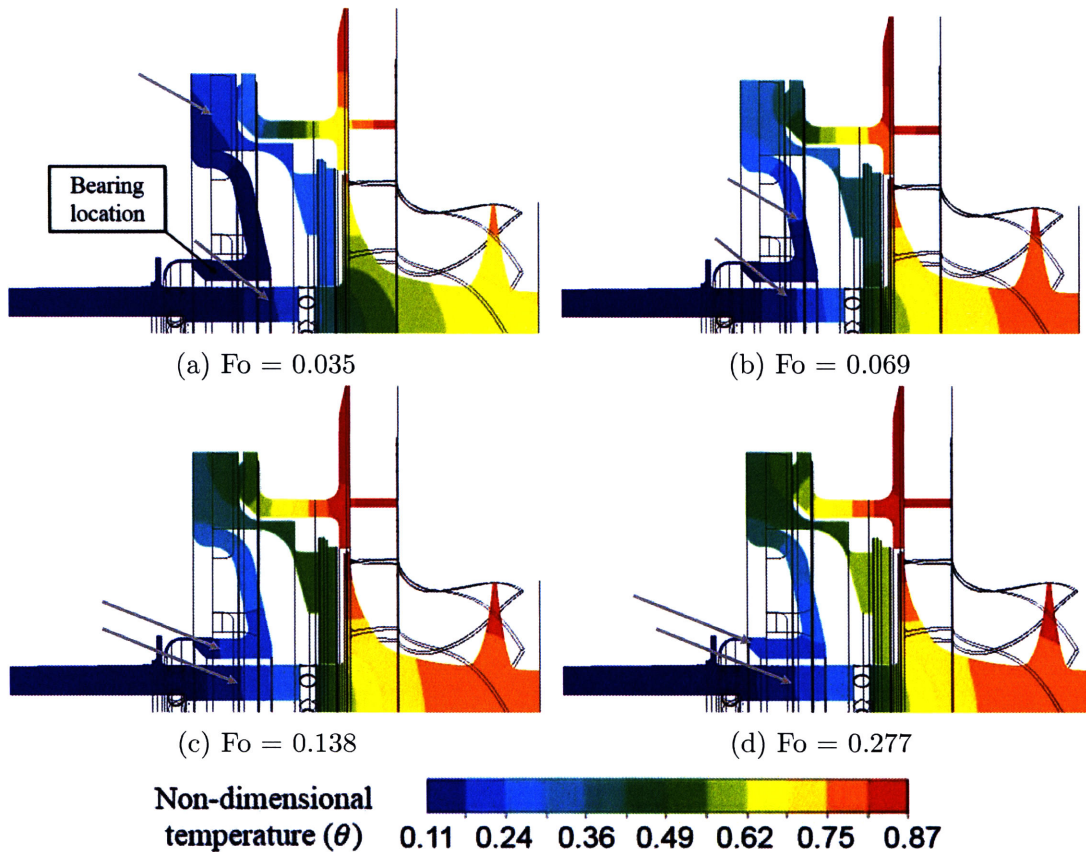 Bearing
location
(a) Fo = 0.035
(b) Fo = 0.069
(c) Fo = 0.138
(d) Fo = 0.277
Non-dimensional
temperature (θ)
0.11 0.24 0.36 0.49 0.62 0.75 0.87